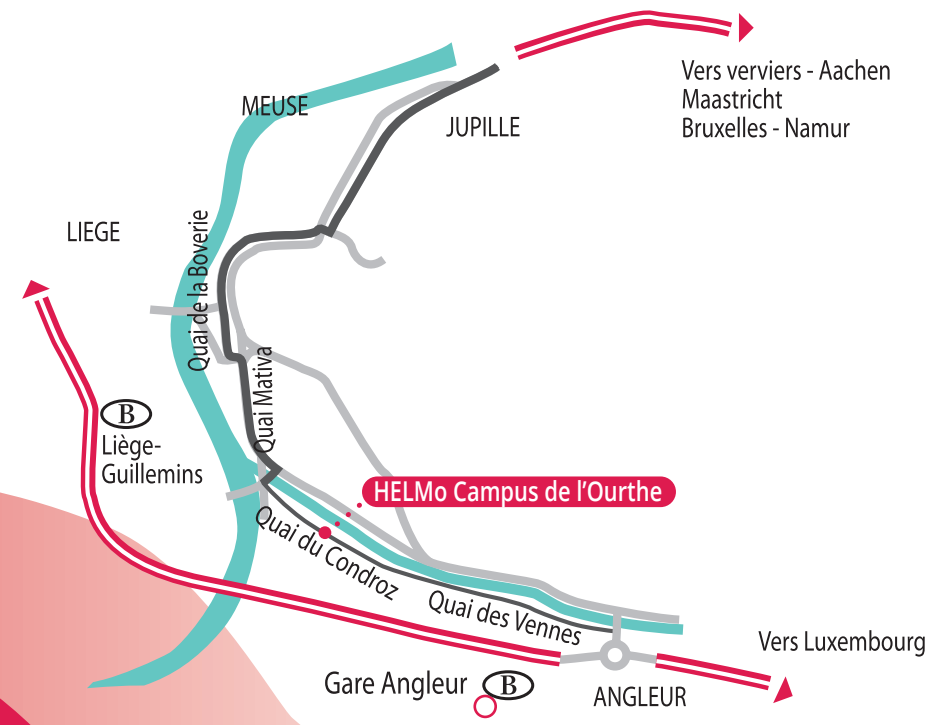 Vers verviers - Aachen
Maastricht
Bruxelles - Namur
MEUSE
JUPILLE
LIEGE
Quai de la Boverie
Quai Mativa
B
Liège-
Guillemins
HELMo Campus de l’Ourthe
Quai du Condroz
Quai des Vennes
Vers Luxembourg
Gare Angleur
B
ANGLEUR